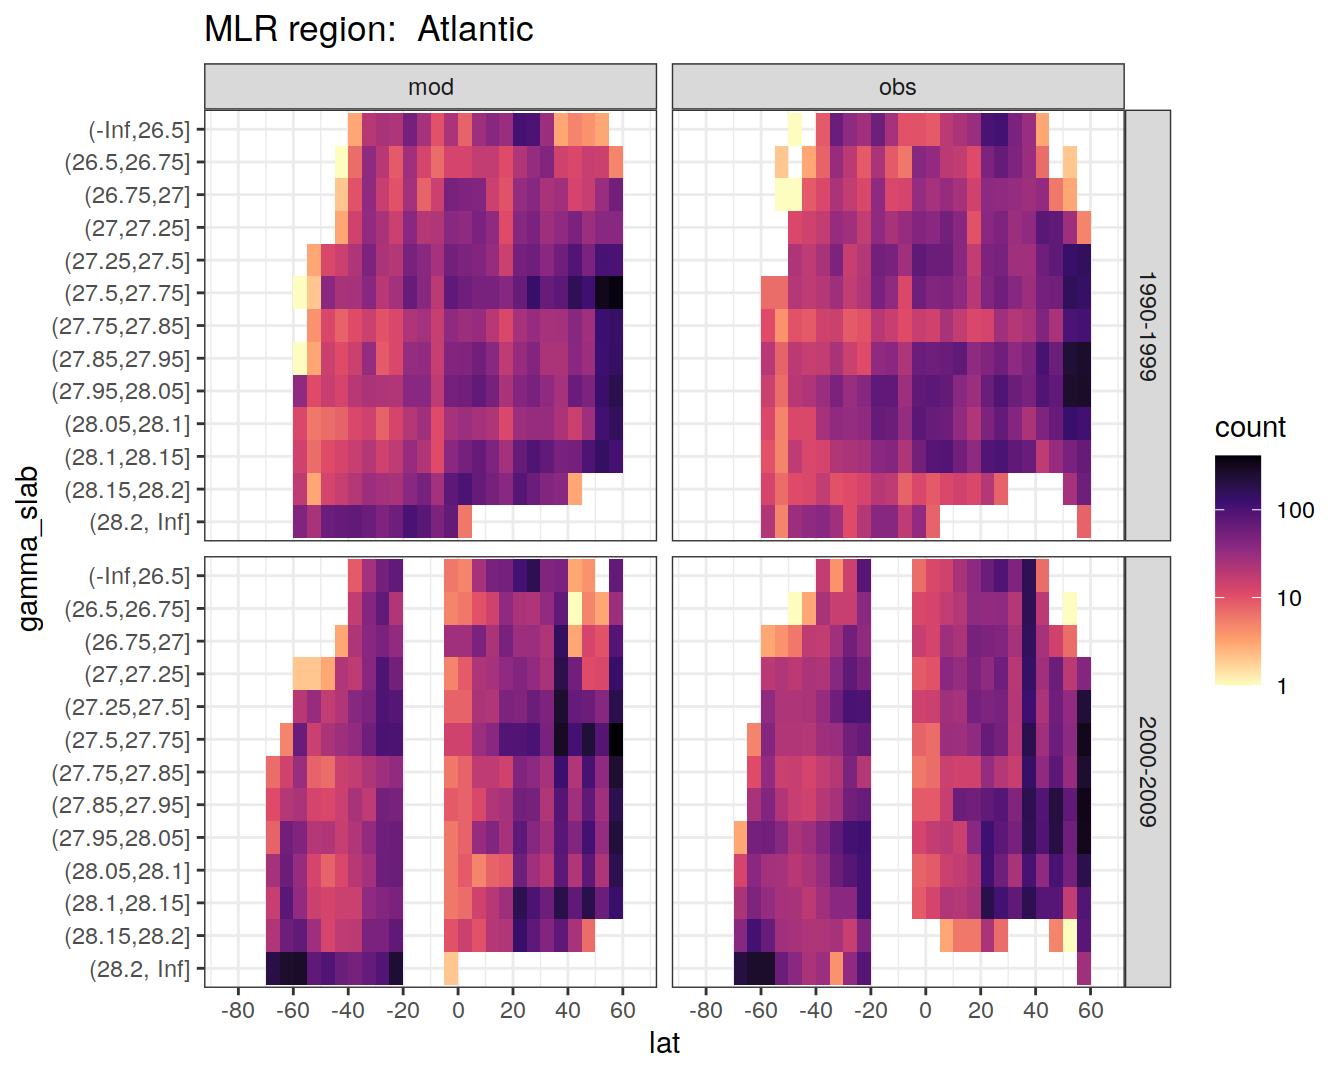 MLR region:  Atlantic
mod
obs
(-Inf,26.5]
(26.5,26.75]
(26.75,27]
(27,27.25]
(27.25,27.5]
(27.5,27.75]
(27.75,27.85]
(27.85,27.95]
(27.95,28.05]
(28.05,28.1]
(28.1,28.15]
(28.15,28.2]
(28.2, Inf]
1990-1999
(-Inf,26.5]
(26.5,26.75]
(26.75,27]
(27,27.25]
(27.25,27.5]
(27.5,27.75]
(27.75,27.85]
(27.85,27.95]
(27.95,28.05]
(28.05,28.1]
(28.1,28.15]
(28.15,28.2]
(28.2, Inf]
2000-2009
gamma_slab
-80 -60 -40 -20 0 20 40 60
-80 -60 -40 -20 0 20 40 60
lat
count
100
10
1